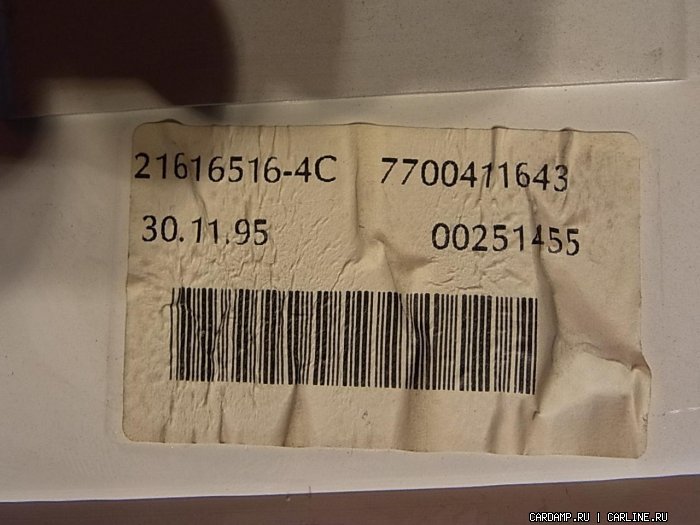 21616516-4C 7700411643
30.11.95 00251455
CARDAMP.RU | CARLINE.RU